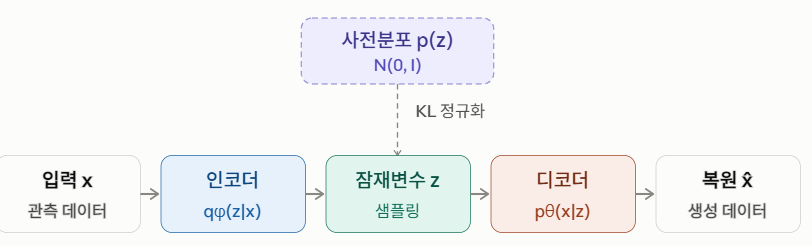 사전분포 p(z)
N(0, I)
KL 정규화
입력 x
관측 데이터
인코더
qφ(z|x)
잠재변수 z
샘플링
디코더
pθ(x|z)
복원 x̂
생성 데이터